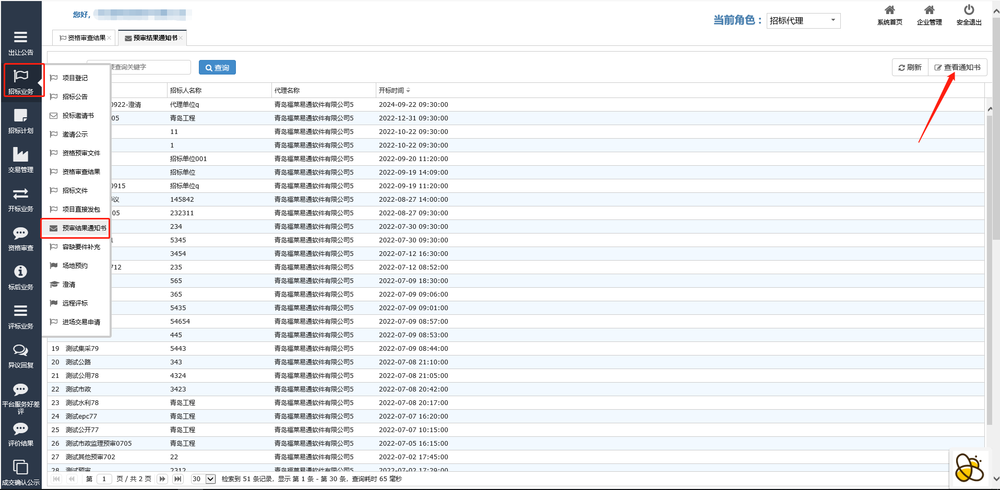 您好,
当前角色：
招标代理
系统首页
企业管理
安全退出
资格审查结果
预审结果通知书
出让公告
招标业务
招标计划
交易管理
开标业务
资格审查
标后业务
评标业务
异议回复
平台服务好差
评
评价结果
成交确认公示
项目登记
招标公告
投标邀请书
邀请公示
资格预审文件
资格审查结果
招标文件
项目直接发包
预审结果通知书
容缺要件补充
场地预约
澄清
远程评标
进场交易申请
要查询关键字
查询
刷新
查看通知书
招标人名称 代理名称 开标时间
0922-澄清 代理单位q 青岛福莱易通软件有限公司5 2024-09-22 09:30:00
05 青岛工程 青岛福莱易通软件有限公司5 2022-12-31 09:30:00
11 青岛福莱易通软件有限公司5 2022-10-22 09:30:00
1 青岛福莱易通软件有限公司5 2022-10-22 09:30:00
招标单位001 青岛福莱易通软件有限公司5 2022-09-20 11:20:00
招标单位 青岛福莱易通软件有限公司5 2022-09-19 14:09:00
0915 招标单位q 青岛福莱易通软件有限公司5 2022-09-19 11:20:00
议 145842 青岛福莱易通软件有限公司5 2022-08-27 14:00:00
05 232311 青岛福莱易通软件有限公司5 2022-08-27 09:30:00
234 青岛福莱易通软件有限公司5 2022-07-30 09:30:00
1 5345 青岛福莱易通软件有限公司5 2022-07-30 09:30:00
3454 青岛福莱易通软件有限公司5 2022-07-12 16:30:00
712 235 青岛福莱易通软件有限公司5 2022-07-12 08:52:00
565 青岛福莱易通软件有限公司5 2022-07-09 18:30:00
365 青岛福莱易通软件有限公司5 2022-07-09 09:06:00
5435 青岛福莱易通软件有限公司5 2022-07-09 09:01:00
54654 青岛福莱易通软件有限公司5 2022-07-09 08:57:00
445 青岛福莱易通软件有限公司5 2022-07-09 08:53:00
19 测试集采79 5443 青岛福莱易通软件有限公司5 2022-07-09 08:44:00
20 测试公路 343 青岛福莱易通软件有限公司5 2022-07-08 21:10:00
21 测试公用78 4324 青岛福莱易通软件有限公司5 2022-07-08 21:05:00
22 测试市政 3423 青岛福莱易通软件有限公司5 2022-07-08 20:42:00
23 测试水利78 青岛工程 青岛福莱易通软件有限公司5 2022-07-08 20:17:00
24 测试epc77 青岛工程 青岛福莱易通软件有限公司5 2022-07-07 16:20:00
25 测试公开77 青岛工程 青岛福莱易通软件有限公司5 2022-07-07 10:15:00
26 测试市政监理预审0705 青岛工程 青岛福莱易通软件有限公司5 2022-07-05 16:15:00
27 测试其他预审702 22 青岛福莱易通软件有限公司5 2022-07-02 17:45:00
28 测试预审 2312 青岛福莱易通软件有限公司5 2022-07-02 17:29:00
第 1 页 / 共 2 页 30 检索到 51 条记录，显示 第 1 条 - 第 30 条，查询耗时 65 毫秒